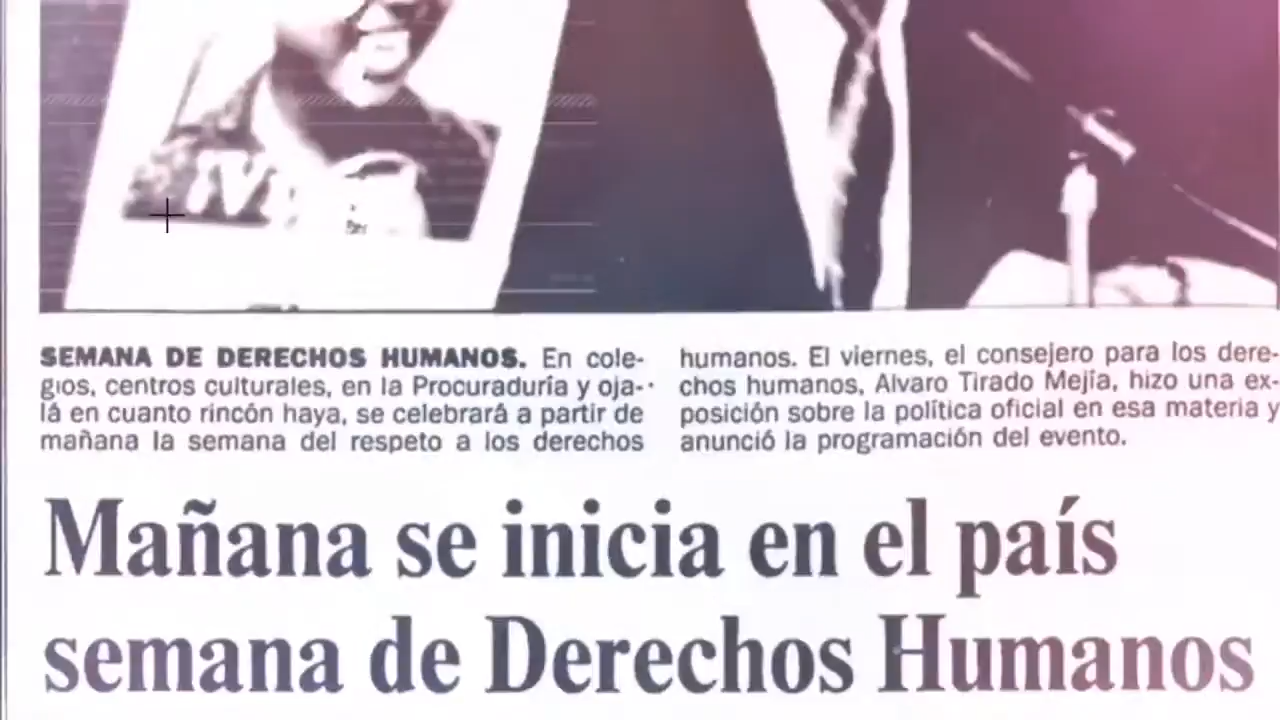 SEMANA DE DERECHOS HUMANOS. En cole-
gios, centros culturales, en la Procuraduría y oja-
lá en cuanto rincón haya, se celebrará a partir de
mañana la semana del respeto a los derechos
humanos. El viernes, el consejero para los dere-
chos humanos, Alvaro Tirado Mejía, hizo una ex-
posición sobre la política oficial en esa materia y
anunció la programación del evento.
Mañana se inicia en el país
semana de Derechos Humanos